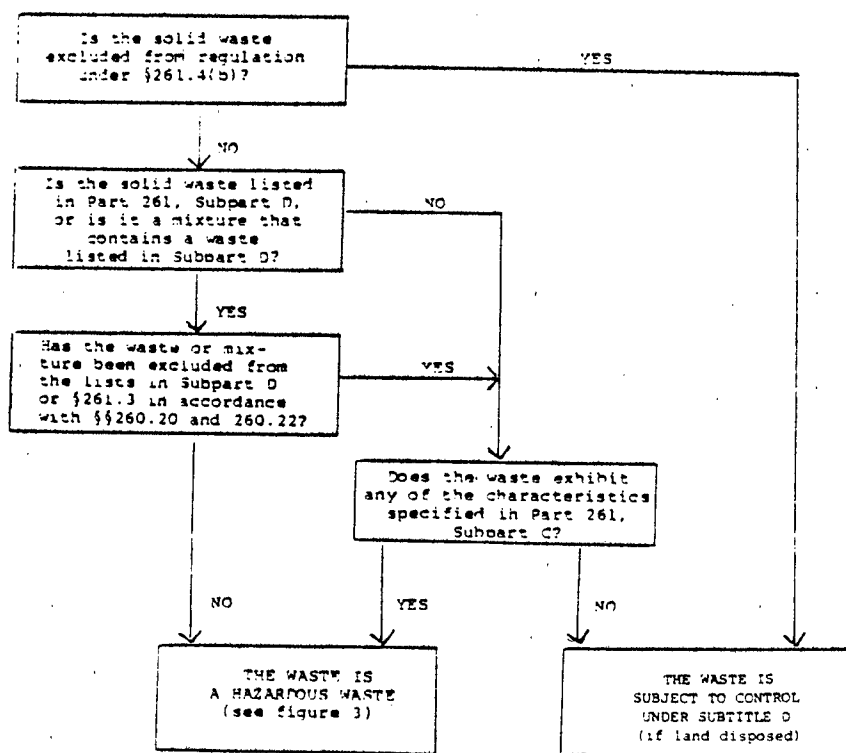 Is the solid waste
excluded from regulation
under §261.4(b)?
YES
NO
Is the solid waste listed
in Part 261, Subpart D,
or is it a mixture that
contains a waste
listed in Subpart D?
NO
YES
Has the waste or mix-
ture been excluded from
the lists in Subpart D
or §261.3 in accordance
with §§260.20 and 260.22?
YES
Does the waste exhibit
any of the characteristics
specified in Part 261,
Subpart C?
NO
YES
NO
THE WASTE IS
A HAZARDOUS WASTE
(see figure 3)
THE WASTE IS
SUBJECT TO CONTROL
UNDER SUBTITLE D
(if land disposed)